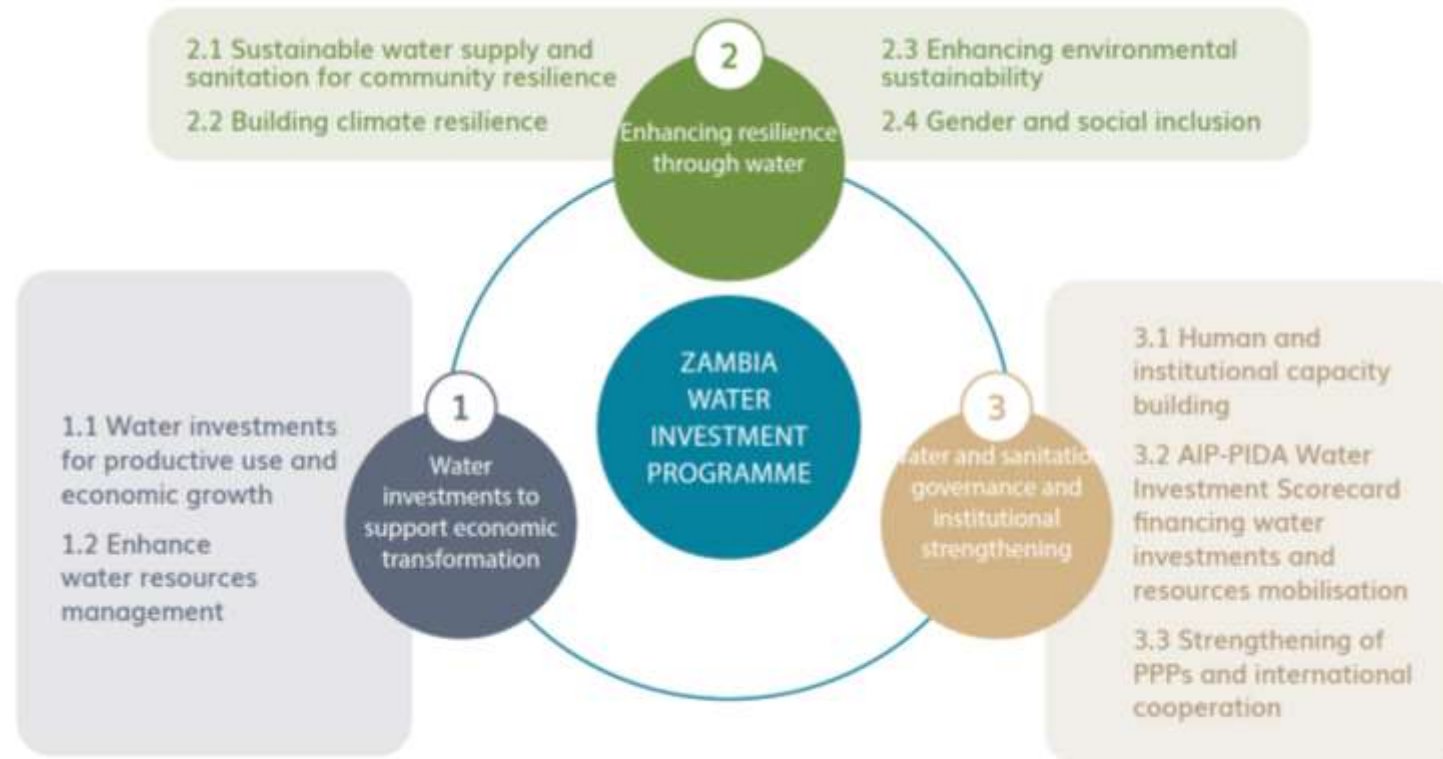 2.1 Sustainable water supply and
sanitation for community resilience
2.2 Building climate resilience
2
2.3 Enhancing environmental
sustainability
2.4 Gender and social inclusion
Enhancing resilience
through water
ZAMBIA
WATER
INVESTMENT
PROGRAMME
1.1 Water investments
for productive use and
economic growth
1.2 Enhance
water resources
management
1
Water
investments to
support economic
transformation
3
and sanitation
governance and
institutional
strengthening
3.1 Human and
institutional capacity
building
3.2 AIP-PIDA Water
Investment Scorecard
financing water
investments and
resources mobilisation
3.3 Strengthening of
PPPs and international
cooperation